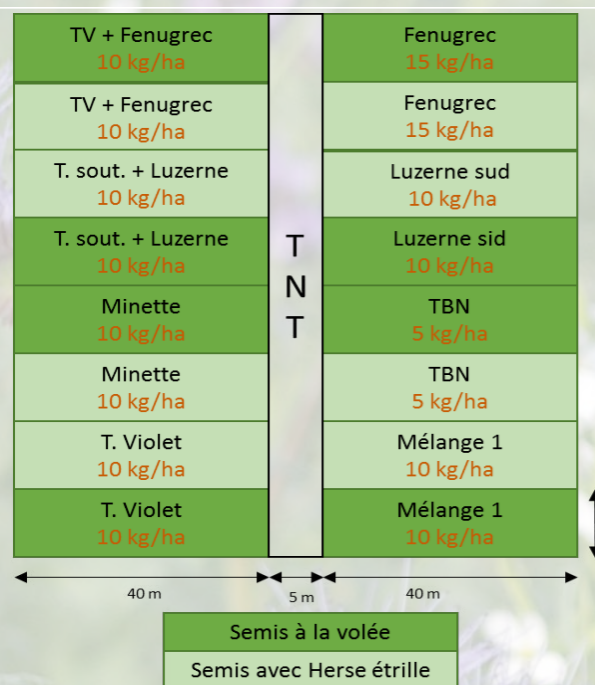 TV + Fenugrec
10 kg/ha
TV + Fenugrec
10 kg/ha
T. sout. + Luzerne
10 kg/ha
T. sout. + Luzerne
10 kg/ha
Minette
10 kg/ha
Minette
10 kg/ha
T. Violet
10 kg/ha
T. Violet
10 kg/ha
T
N
T
Fenugrec
15 kg/ha
Fenugrec
15 kg/ha
Luzerne sud
10 kg/ha
Luzerne sid
10 kg/ha
TBN
5 kg/ha
TBN
5 kg/ha
Mélange 1
10 kg/ha
Mélange 1
10 kg/ha
40 m
5 m
40 m
Semis à la volée
Semis avec Herse étrille